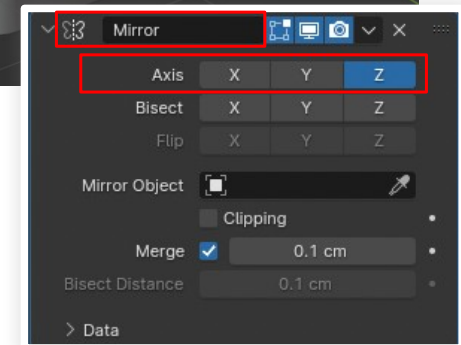 Mirror
Axis X Y Z
Bisect X Y Z
Flip X Y Z
Mirror Object
Clipping
Merge 0.1 cm
Bisect Distance 0.1 cm
Data